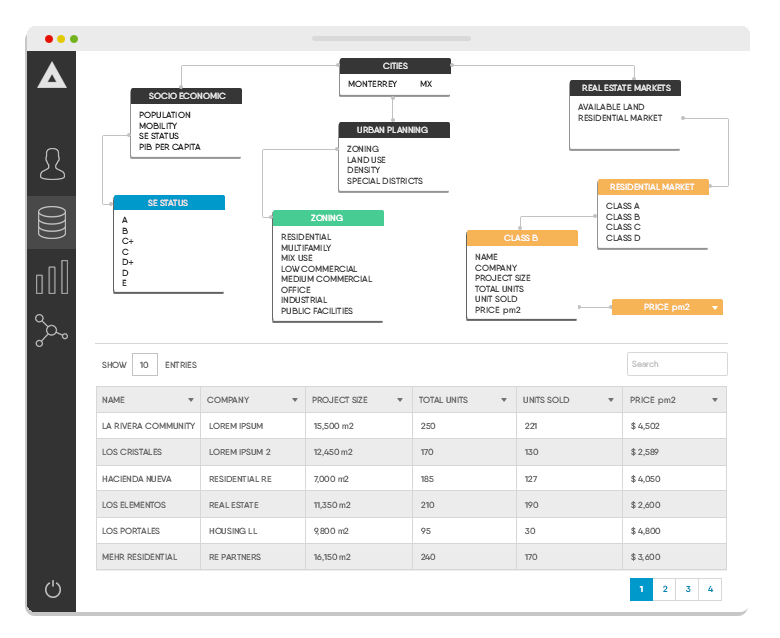 CITIES
MONTERREY MX
SOCIO ECONOMIC
POPULATION
MOBILITY
SE STATUS
PIB PER CAPITA
REAL ESTATE MARKETS
AVAILABLE LAND
RESIDENTIAL MARKET
URBAN PLANNING
ZONING
LAND USE
DENSITY
SPECIAL DISTRICTS
SE STATUS
A
B
C+
C
D+
D
E
ZONING
RESIDENTIAL
MULTIFAMILY
MIX USE
LOW COMMERCIAL
MEDIUM COMMERCIAL
OFFICE
INDUSTRIAL
PUBLIC FACILITIES
RESIDENTIAL MARKET
CLASS A
CLASS B
CLASS C
CLASS D
CLASS B
NAME
COMPANY
PROJECT SIZE
TOTAL UNITS
UNIT SOLD
PRICE pm2
PRICE pm2
SHOW 10 ENTRIES
Search
NAME COMPANY PROJECT SIZE TOTAL UNITS UNITS SOLD PRICE pm2
LA RIVERA COMMUNITY LOREM IPSUM 15,500 m2 250 221 $ 4,502
LOS CRISTALES LOREM IPSUM 2 12,450 m2 170 130 $ 2,589
HACIENDA NUEVA RESIDENTIAL RE 7,000 m2 185 127 $ 4,050
LOS ELEMENTOS REAL ESTATE 11,350 m2 210 190 $ 2,600
LOS PORTALES HOUSING LL 9,800 m2 95 30 $ 4,800
MEHR RESIDENTIAL RE PARTNERS 16,150 m2 240 170 $ 3,600
1 2 3 4